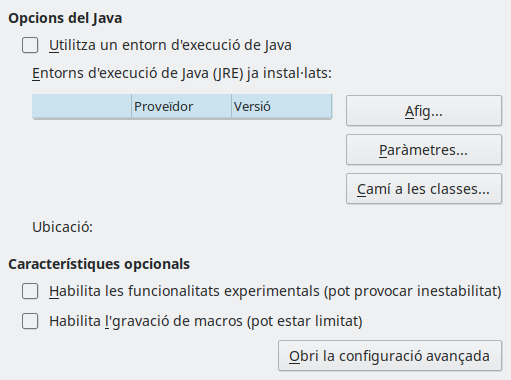 Opcions del Java
Utilitza un entorn d'execució de Java
Entorns d'execució de Java (JRE) ja instal·lats:
Proveïdor Versió
Afig...
Paràmetres...
Camí a les classes...
Ubicació:
Característiques opcionals
Habilita les funcionalitats experimentals (pot provocar inestabilitat)
Habilita l'gravació de macros (pot estar limitat)
Obri la configuració avançada